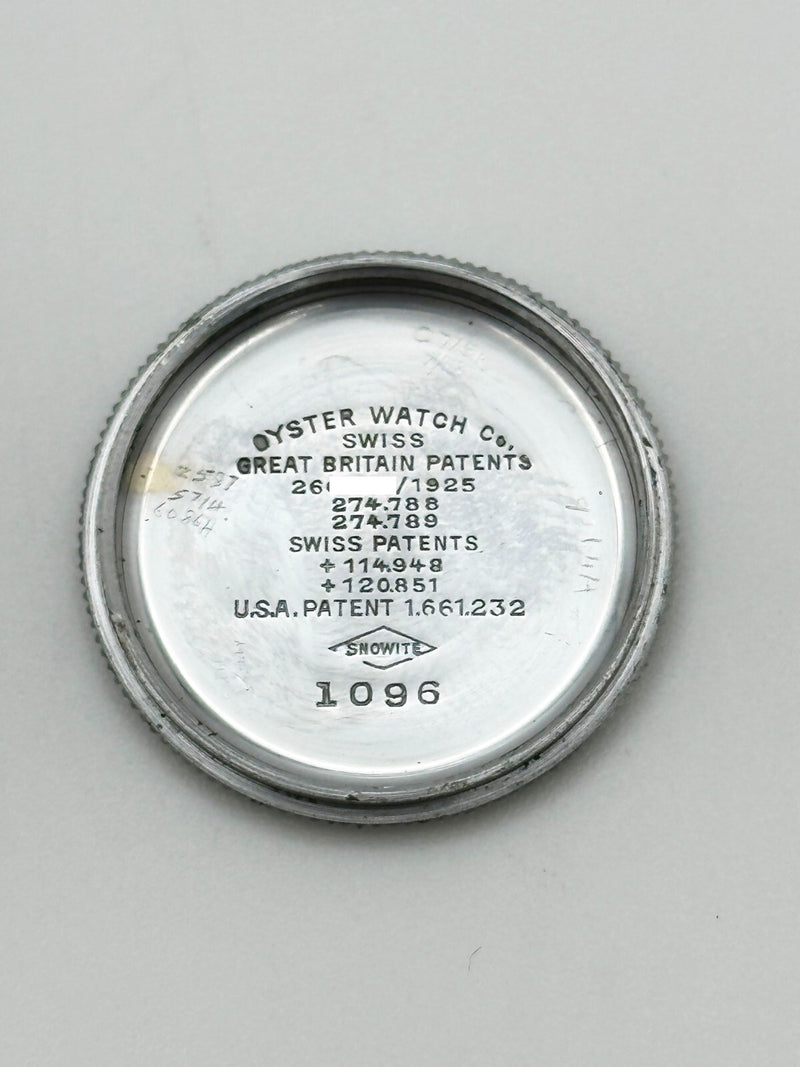 OYSTER WATCH Co,
SWISS
GREAT BRITAIN PATENTS
/1925
274.788
274.789
SWISS PATENTS
+ 114.948
+ 120.851
U.S.A. PATENT 1.661.232
SNOWITE
1096
5714